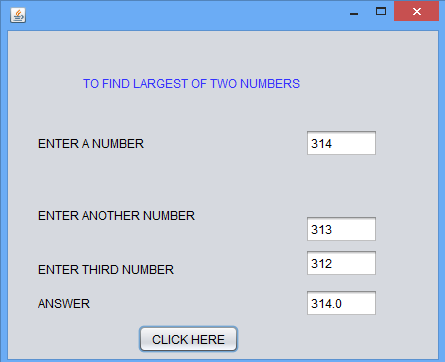 TO FIND LARGEST OF TWO NUMBERS
ENTER A NUMBER 314
ENTER ANOTHER NUMBER 313
ENTER THIRD NUMBER 312
ANSWER 314.0
CLICK HERE